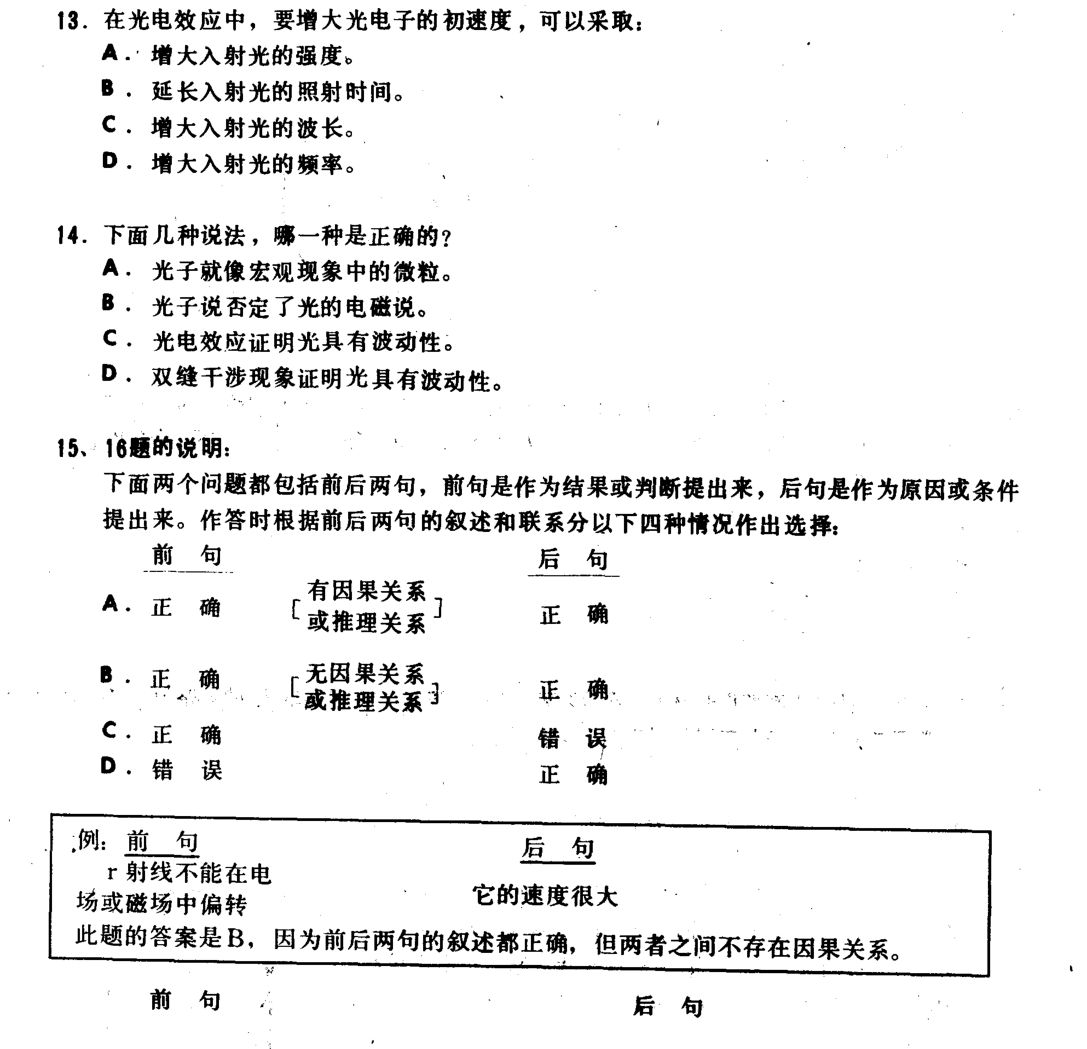 13. 在光电效应中，要增大光电子的初速度，可以采取：
A. 增大入射光的强度。
B. 延长入射光的照射时间。
C. 增大入射光的波长。
D. 增大入射光的频率。
14. 下面几种说法，哪一种是正确的？
A. 光子就像宏观现象中的微粒。
B. 光子说否定了光的电磁说。
C. 光电效应证明光具有波动性。
D. 双缝干涉现象证明光具有波动性。
15、16题的说明：
下面两个问题都包括前后两句，前句是作为结果或判断提出来，后句是作为原因或条件
提出来。作答时根据前后两句的叙述和联系分以下四种情况作出选择：
前 句 后 句
A. 正 确 [有因果关系 或推理关系] 正 确
B. 正 确 [无因果关系 或推理关系] 正 确
C. 正 确 错 误
D. 错 误 正 确
例：前 句 后 句
r 射线不能在电
场或磁场中偏转 它的速度很大
此题的答案是B，因为前后两句的叙述都正确，但两者之间不存在因果关系。
前 句 后 句